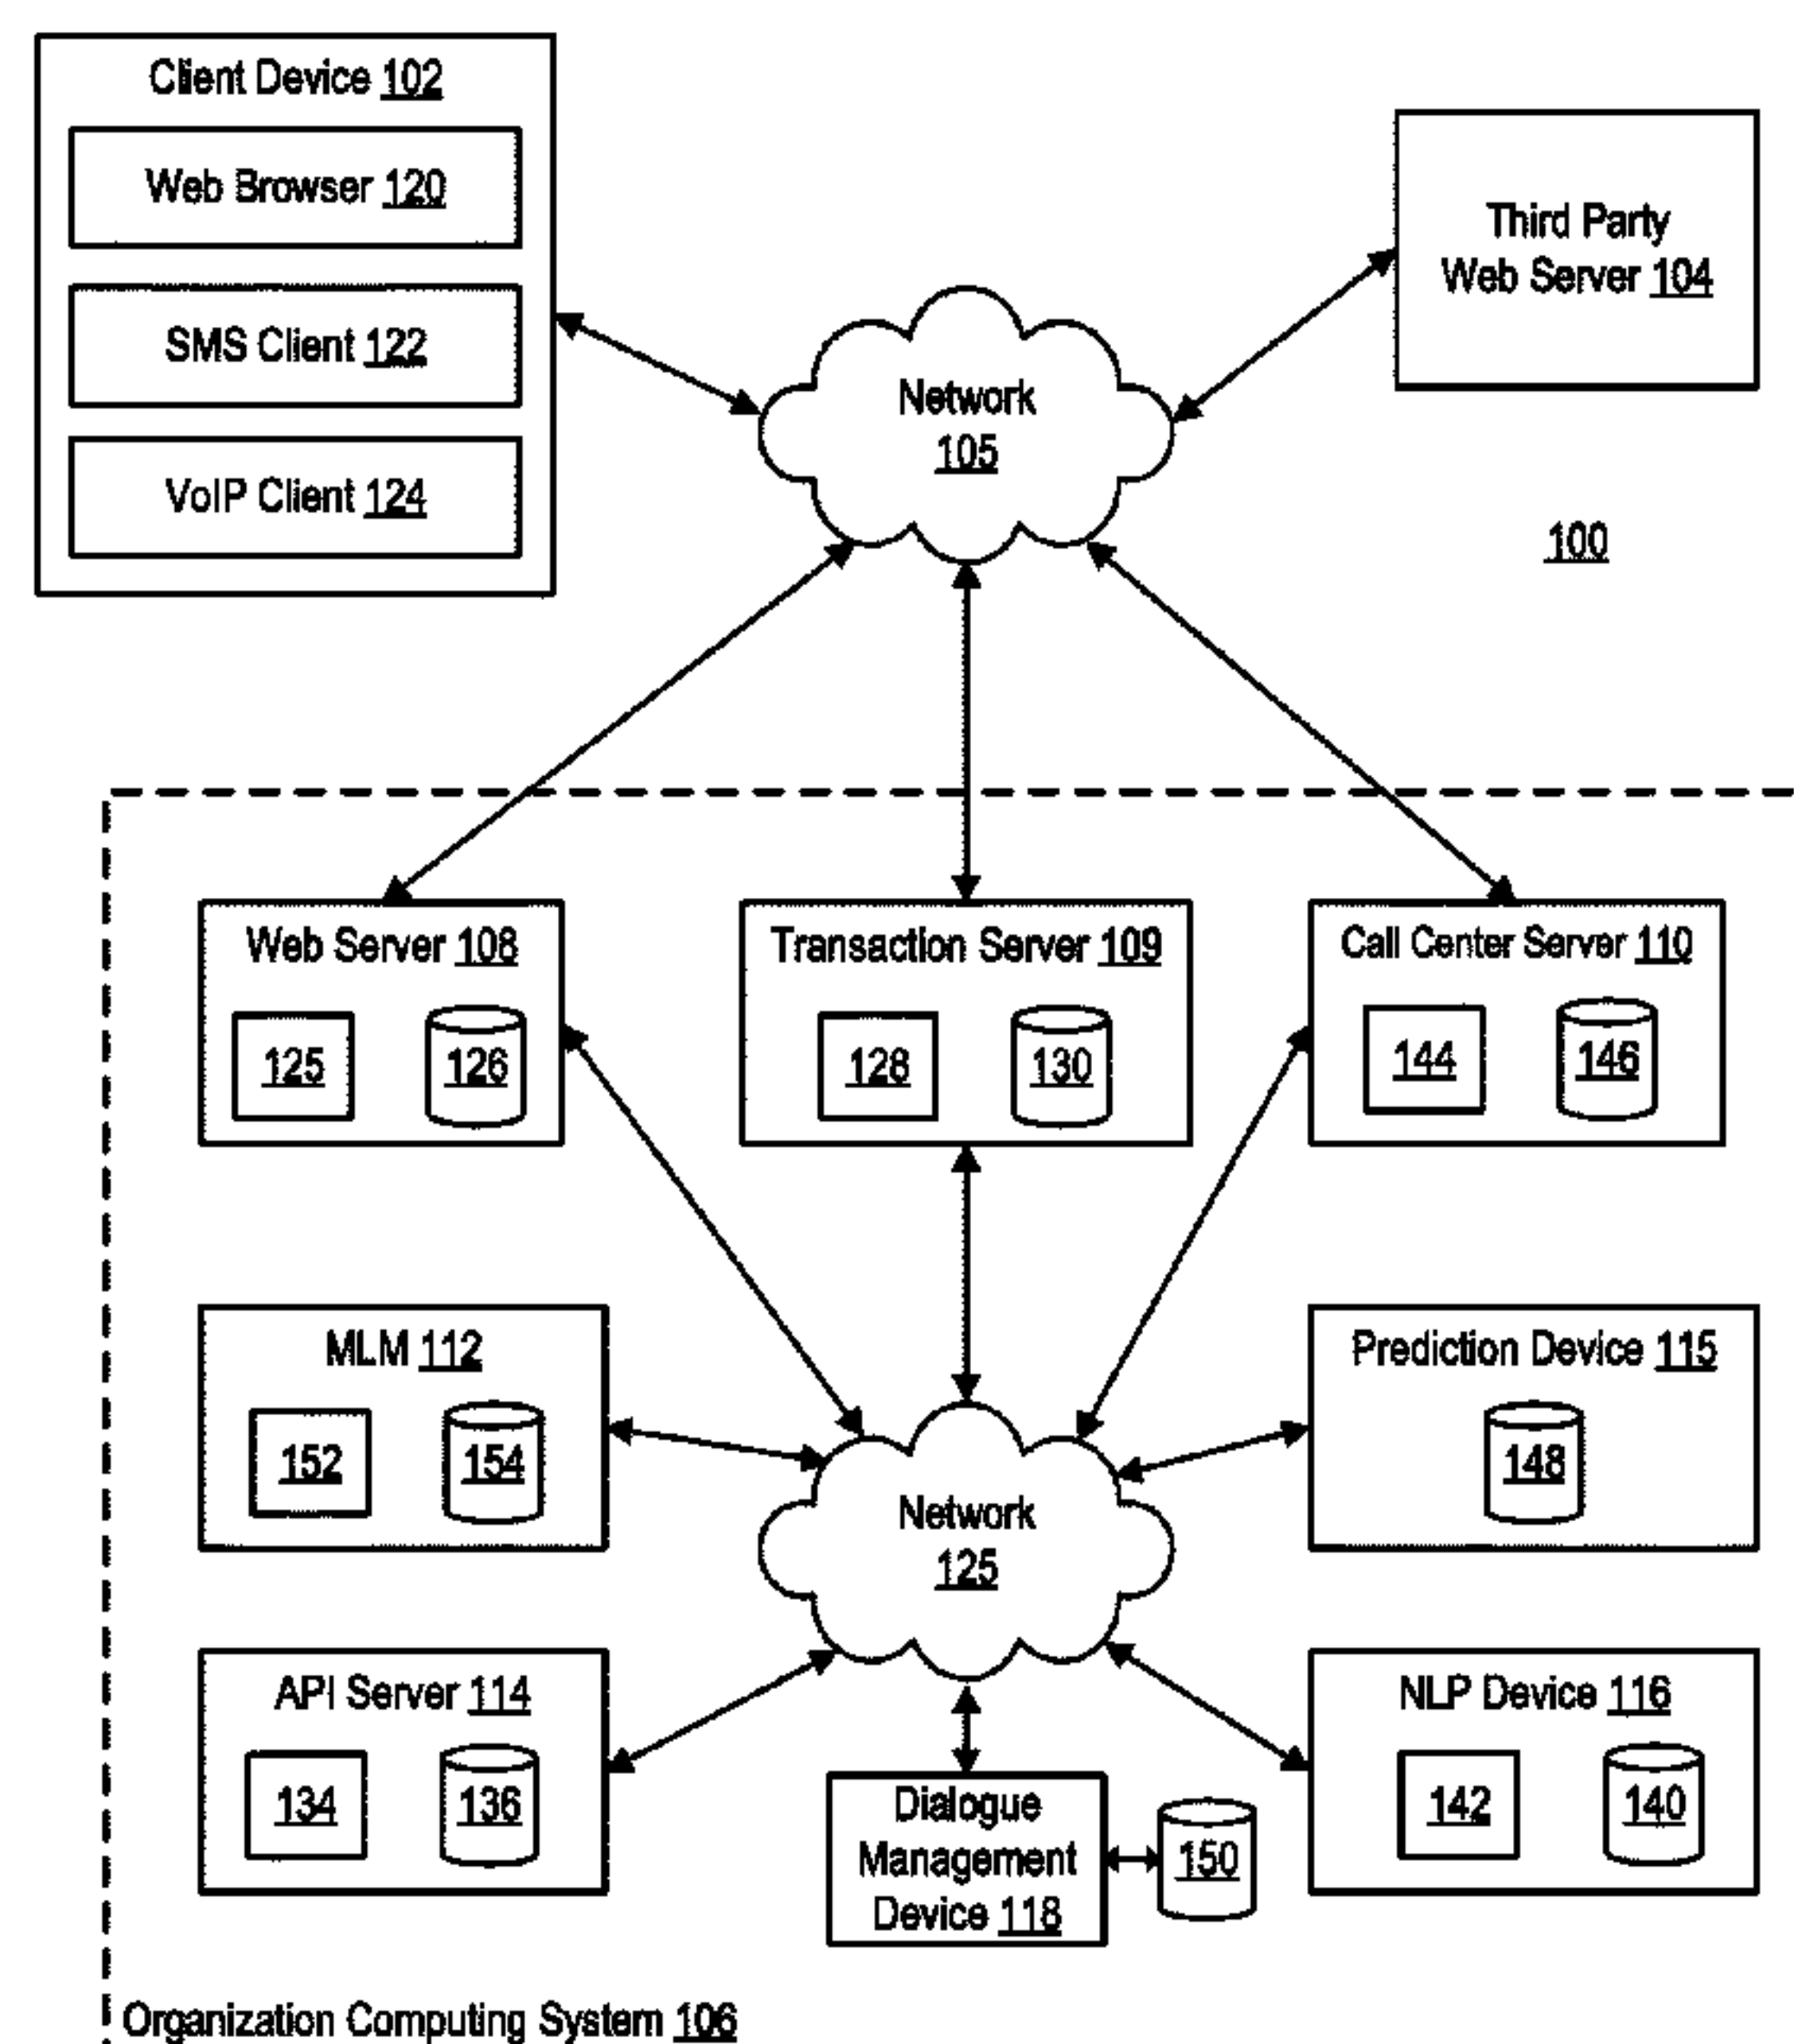 Client Device 102
Web Browser 120
SMS Client 122
VoIP Client 124
Third Party
Web Server 104
Network
105
100
Web Server 108
125
126
Transaction Server 109
128
130
Call Center Server 110
144
146
MLM 112
152
154
Prediction Device 115
148
Network
125
API Server 114
134
136
NLP Device 116
142
140
Dialogue
Management
Device 118
150
Organization Computing System 106